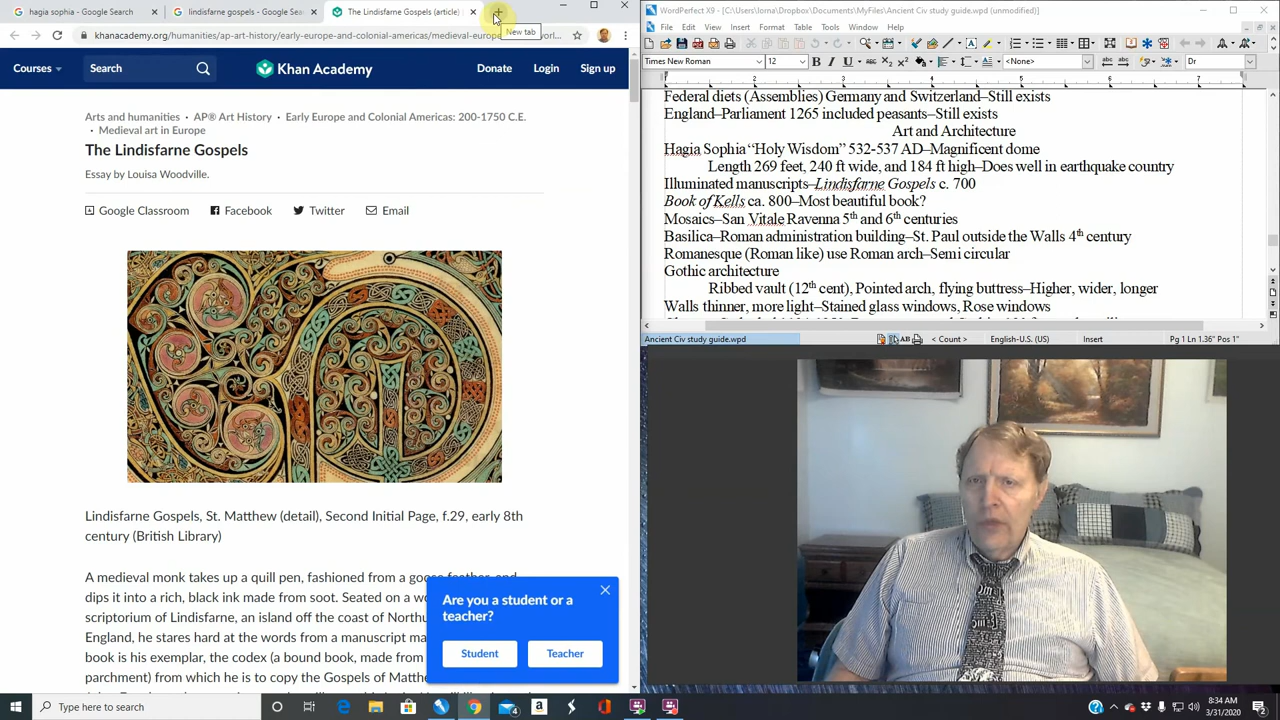 hagia sophia - Google Sea
lindisfarne gospels - Google Sea
The Lindisfarne Gospels (article)
New tab
khanacademy.org/humanities/ap-art-history/early-europe-and-colonial-americas/medieval-europe
Courses
Search
Khan Academy
Donate
Login
Sign up
Arts and humanities • AP® Art History • Early Europe and Colonial Americas: 200-1750 C.E.
• Medieval art in Europe
The Lindisfarne Gospels
Essay by Louisa Woodville.
Google Classroom
Facebook
Twitter
Email
Lindisfarne Gospels, St. Matthew (detail), Second Initial Page, f.29, early 8th
century (British Library)
A medieval monk takes up a quill pen, fashioned from a goose feather, and
dips it into a rich, black ink made from soot. Seated on a
scriptorium of Lindisfarne, an island off the coast of
England, he stares hard at the words from a manuscript
book is his exemplar, the codex (a bound book, made from
parchment) from which he is to copy the Gospels of
Are you a student or a
teacher?
Student
Teacher
WordPerfect X9 - [C:\Users\lorna\Dropbox\Documents\MyFiles\Ancient Civ study guide.wpd (unmodified)]
File Edit View Insert Format Table Tools Window Help
Times New Roman
12
<None>
Dr
2 3 4 5 6 7
Federal diets (Assemblies) Germany and Switzerland–Still exists
England–Parliament 1265 included peasants–Still exists
Art and Architecture
Hagia Sophia “Holy Wisdom” 532-537 AD–Magnificent dome
Length 269 feet, 240 ft wide, and 184 ft high–Does well in earthquake country
Illuminated manuscripts–Lindisfarne Gospels c. 700
Book of Kells ca. 800–Most beautiful book?
Mosaics–San Vitale Ravenna 5th and 6th centuries
Basilica–Roman administration building–St. Paul outside the Walls 4th century
Romanesque (Roman like) use Roman arch–Semi circular
Gothic architecture
Ribbed vault (12th cent), Pointed arch, flying buttress–Higher, wider, longer
Walls thinner, more light–Stained glass windows, Rose windows
Ancient Civ study guide.wpd
AB
< Count >
English-U.S. (US)
Insert
Pg 1 Ln 1.36" Pos 1"
Type here to search
8:34 AM
3/31/2020